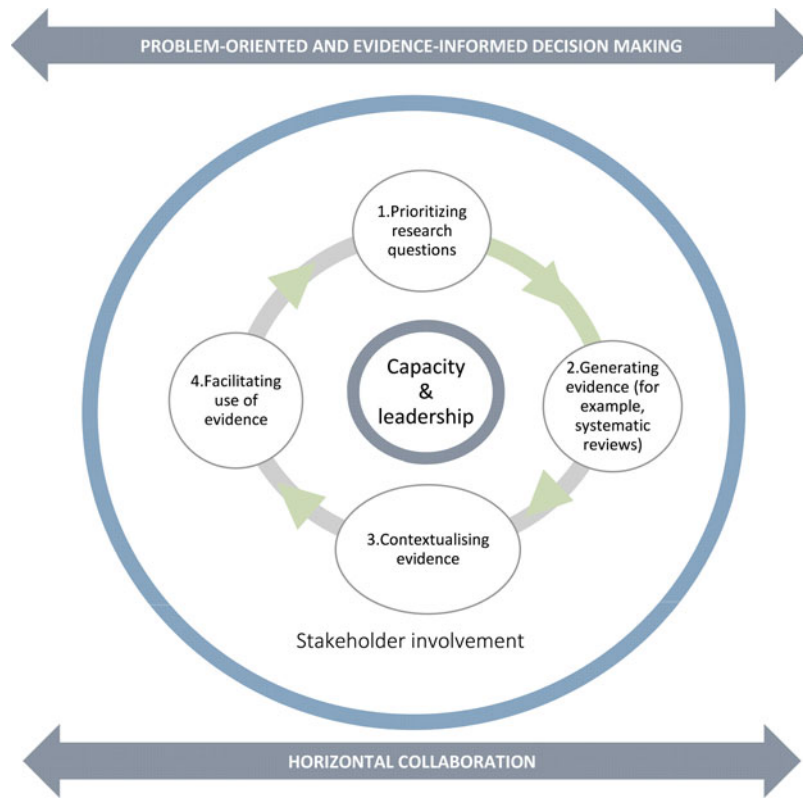 PROBLEM-ORIENTED AND EVIDENCE-INFORMED DECISION MAKING
1.Prioritizing
research
questions
2.Generating
evidence (for
example,
systematic
reviews)
3.Contextualising
evidence
4.Facilitating
use of
evidence
Capacity
&
leadership
Stakeholder involvement
HORIZONTAL COLLABORATION